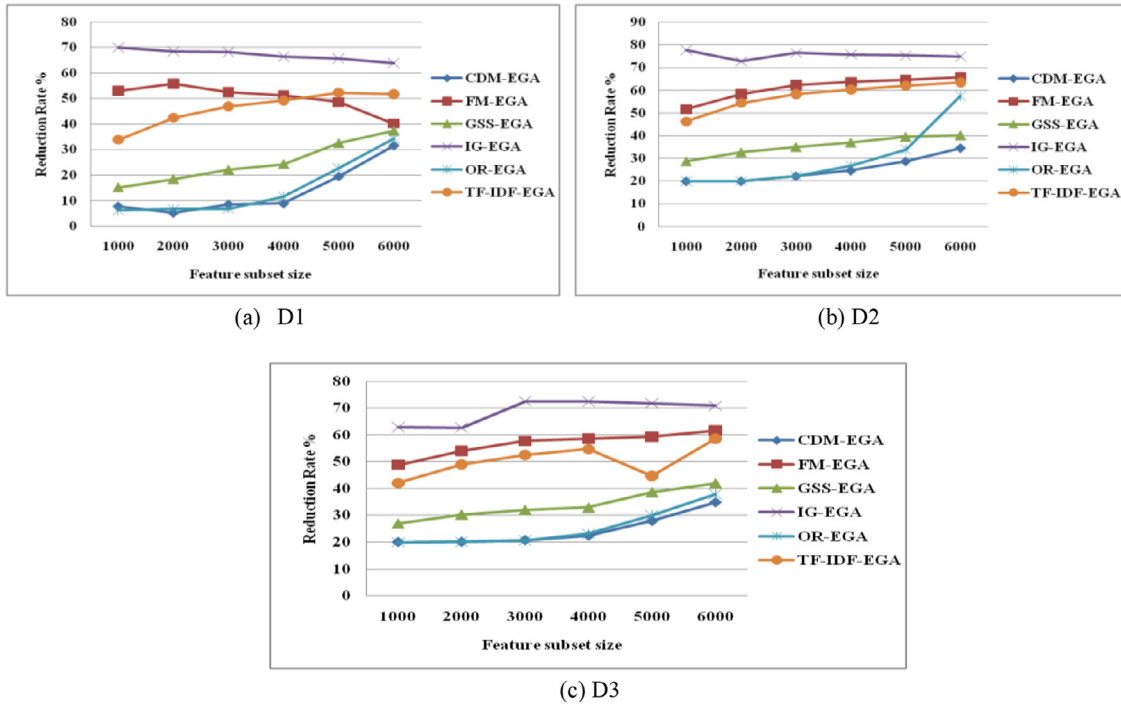 80
70
60
50
40
30
20
10
0
Reduction Rate %
1000 2000 3000 4000 5000 6000
Feature subset size
CDM-EGA
FM-EGA
GSS-EGA
IG-EGA
OR-EGA
TF-IDF-EGA
(a) D1
90
80
70
60
50
40
30
20
10
0
Reduction Rate %
1000 2000 3000 4000 5000 6000
Feature subset size
CDM-EGA
FM-EGA
GSS-EGA
IG-EGA
OR-EGA
TF-IDF-EGA
(b) D2
80
70
60
50
40
30
20
10
0
Reduction Rate %
1000 2000 3000 4000 5000 6000
Feature subset size
CDM-EGA
FM-EGA
GSS-EGA
IG-EGA
OR-EGA
TF-IDF-EGA
(c) D3